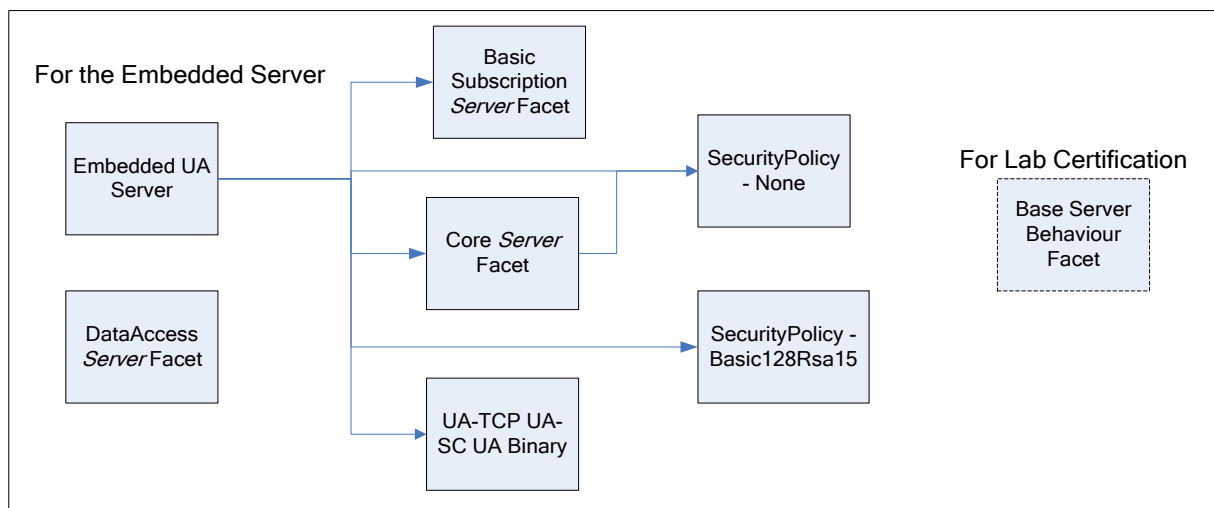 For the Embedded Server
Basic
Subscription
Server Facet
Embedded UA
Server
SecurityPolicy
- None
For Lab Certification
Base Server
Behaviour
Facet
Core Server
Facet
DataAccess
Server Facet
SecurityPolicy -
Basic128Rsa15
UA-TCP UA-
SC UA Binary